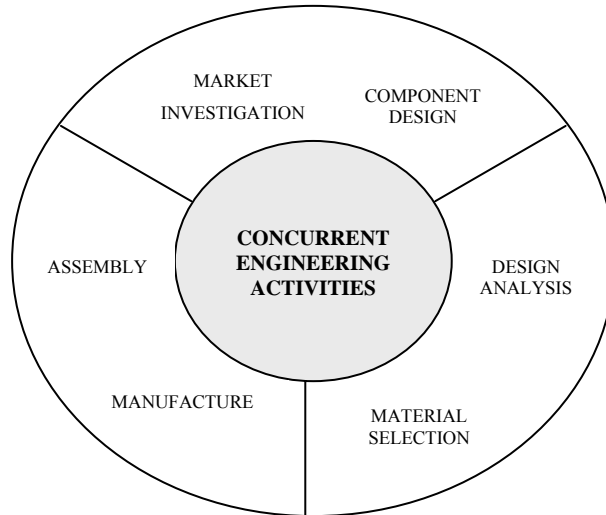 MARKET
INVESTIGATION
COMPONENT
DESIGN
CONCURRENT
ENGINEERING
ACTIVITIES
ASSEMBLY
DESIGN
ANALYSIS
MANUFACTURE
MATERIAL
SELECTION